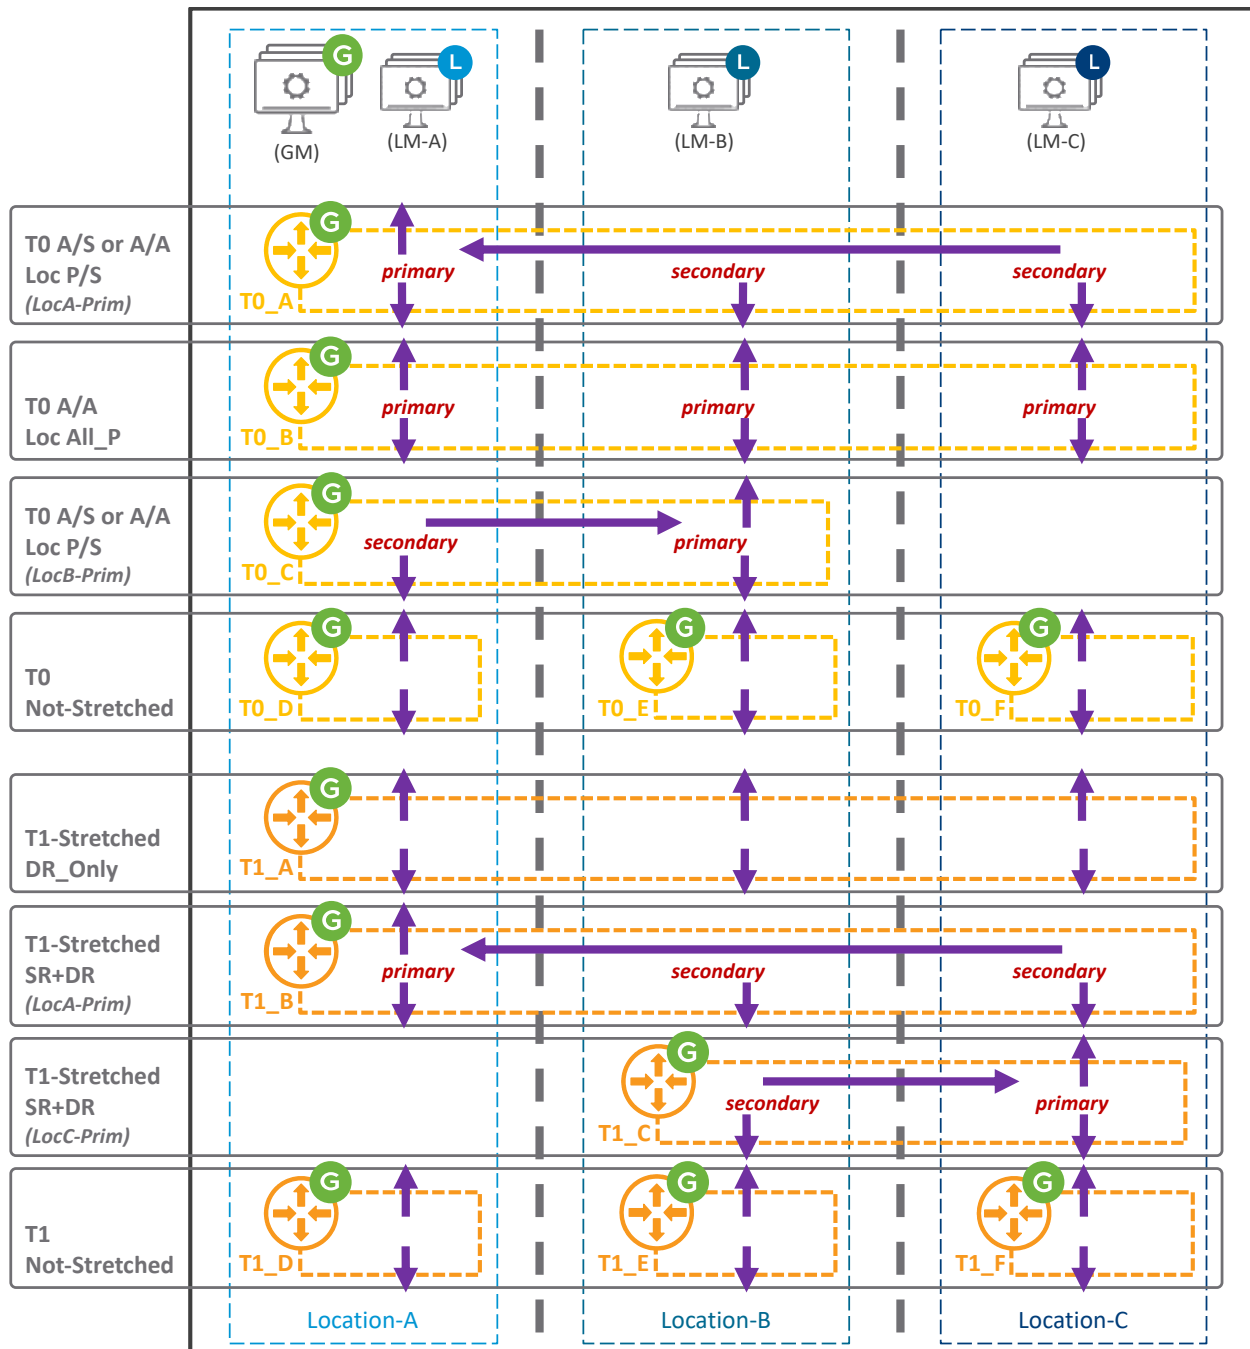 G
L
L
L
(GM)
(LM-A)
(LM-B)
(LM-C)
T0 A/S or A/A
Loc P/S
(LocA-Prim)
G
T0_A
primary
secondary
secondary
T0 A/A
Loc All_P
G
T0_B
primary
primary
primary
T0 A/S or A/A
Loc P/S
(LocB-Prim)
G
T0_C
secondary
primary
T0
Not-Stretched
G
T0_D
G
T0_E
G
T0_F
T1-Stretched
DR_Only
G
T1_A
T1-Stretched
SR+DR
(LocA-Prim)
G
T1_B
primary
secondary
secondary
T1-Stretched
SR+DR
(LocC-Prim)
G
T1_C
secondary
primary
T1
Not-Stretched
G
T1_D
G
T1_E
G
T1_F
Location-A
Location-B
Location-C